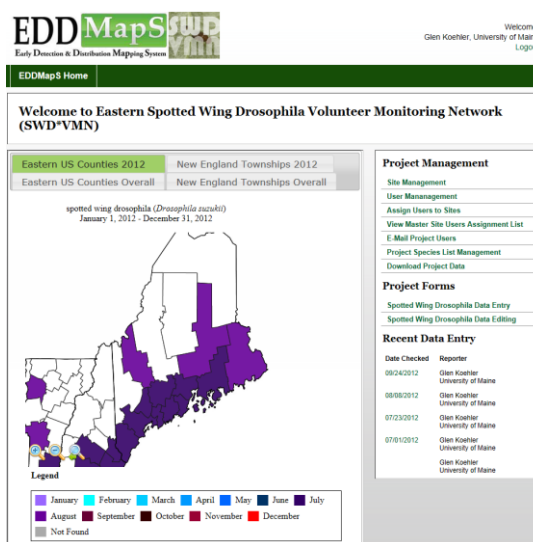 EDDMapS SWD VMN
Early Detection & Distribution Mapping System
Glen Koehler, University of
EDDMapS Home
Welcome to Eastern Spotted Wing Drosophila Volunteer Monitoring Network
(SWD*VMN)
Eastern US Counties 2012
New England Townships 2012
Eastern US Counties Overall
New England Townships Overall
spotted wing drosophila (Drosophila suzukii)
January 1, 2012 - December 31, 2012
Legend
January February March April May June July
August September October November December
Not Found
Project Management
Site Management
User Mananagement
Assign Users to Sites
View Master Site Users Assignment List
E-Mail Project Users
Project Species List Management
Download Project Data
Project Forms
Spotted Wing Drosophila Data Entry
Spotted Wing Drosophila Data Editing
Recent Data Entry
Date Checked Reporter
09/24/2012 Glen Koehler
University of Maine
08/08/2012 Glen Koehler
University of Maine
07/23/2012 Glen Koehler
University of Maine
07/01/2012 Glen Koehler
University of Maine
Glen Koehler
University of Maine